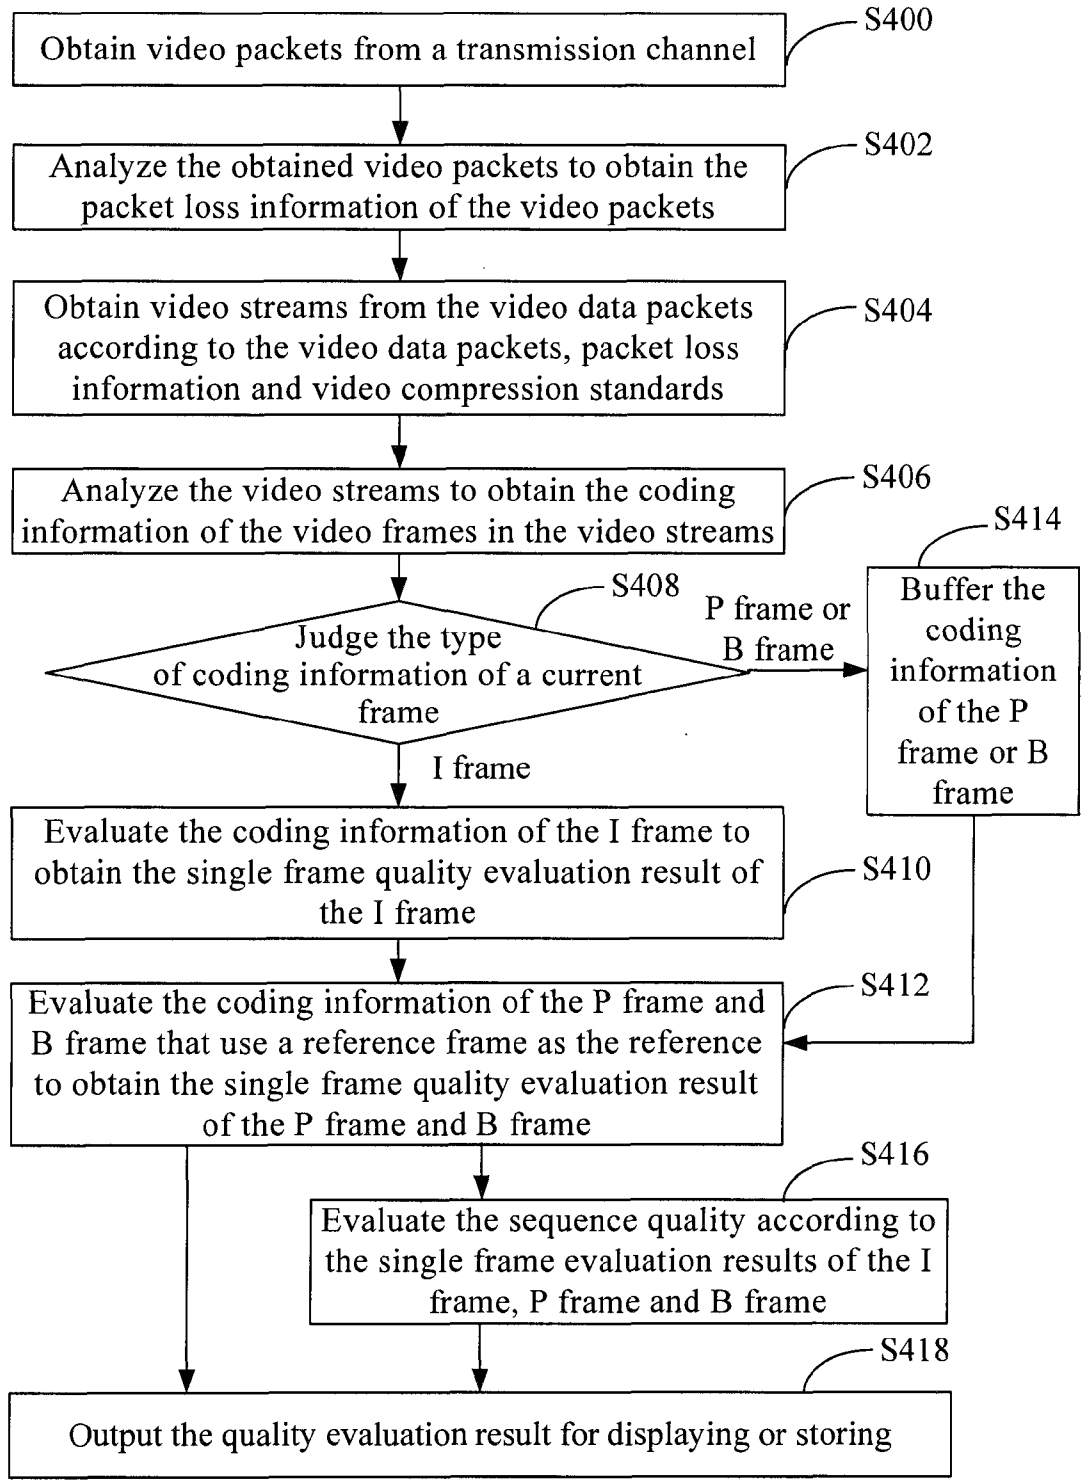 S400
Obtain video packets from a transmission channel
S402
Analyze the obtained video packets to obtain the
packet loss information of the video packets
S404
Obtain video streams from the video data packets
according to the video data packets, packet loss
information and video compression standards
S406
Analyze the video streams to obtain the coding
information of the video frames in the video streams
S408
Judge the type
of coding information of a current
frame
P frame or
B frame
S414
Buffer the
coding
information
of the P
frame or B
frame
I frame
Evaluate the coding information of the I frame to
obtain the single frame quality evaluation result of
the I frame
S410
S412
Evaluate the coding information of the P frame and
B frame that use a reference frame as the reference
to obtain the single frame quality evaluation result
of the P frame and B frame
S416
Evaluate the sequence quality according to
the single frame evaluation results of the I
frame, P frame and B frame
S418
Output the quality evaluation result for displaying or storing